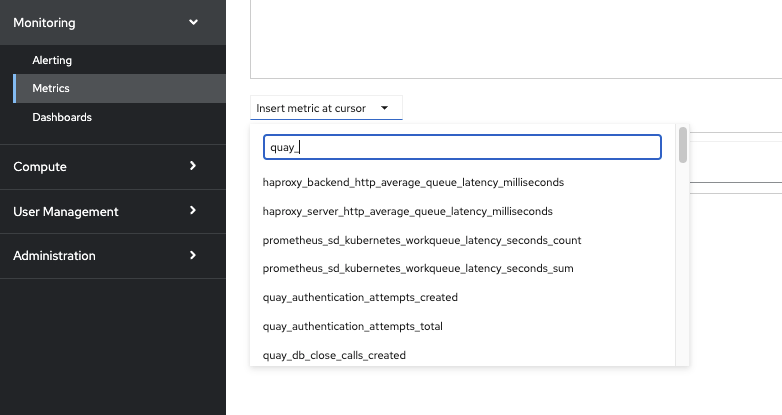 Monitoring
Alerting
Metrics
Dashboards
Compute
User Management
Administration
Insert metric at cursor
quay_
haproxy_backend_http_average_queue_latency_milliseconds
haproxy_server_http_average_queue_latency_milliseconds
prometheus_sd_kubernetes_workqueue_latency_seconds_count
prometheus_sd_kubernetes_workqueue_latency_seconds_sum
quay_authentication_attempts_created
quay_authentication_attempts_total
quay_db_close_calls_created